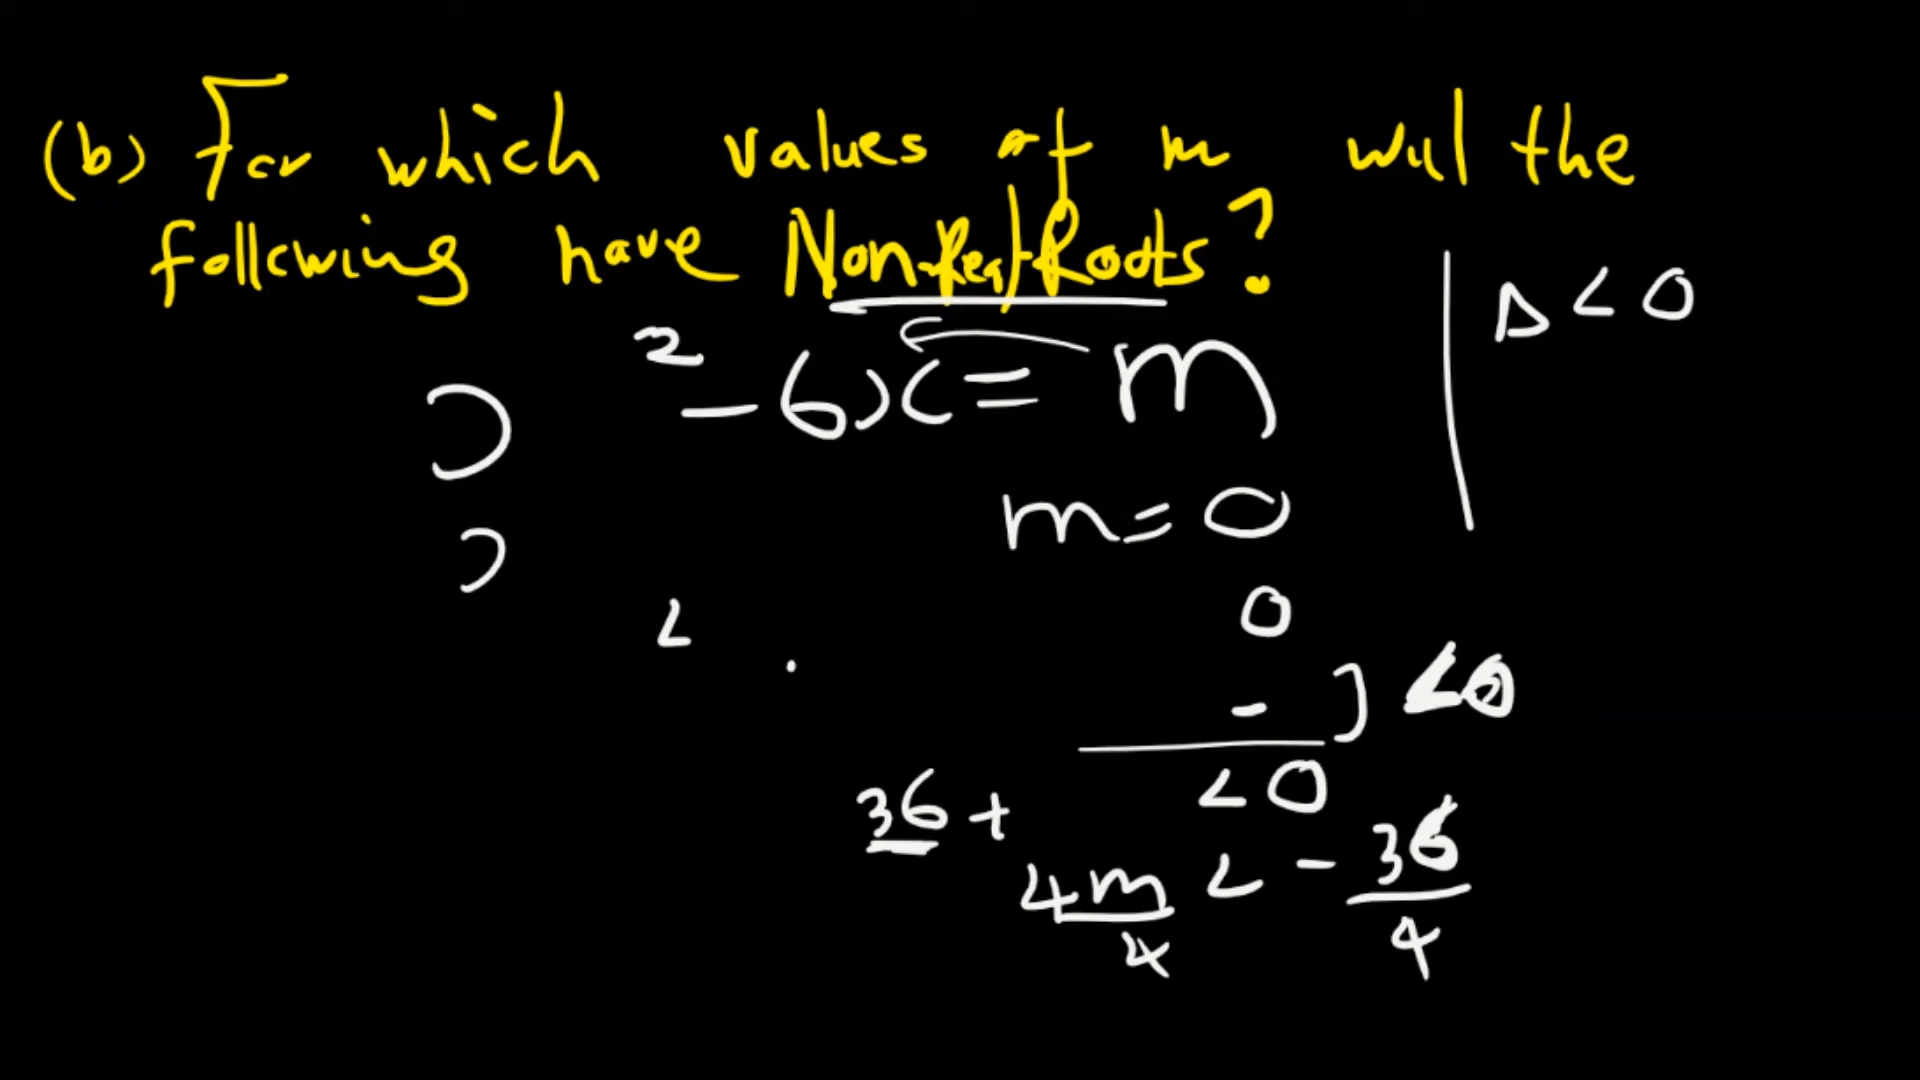 (b) For which values of m will the
following have Non-Real Roots?
Δ < 0
² - 6x = m
m = 0
< 0
- ) < 0
< 0
36 +
4m < - 36
4 4